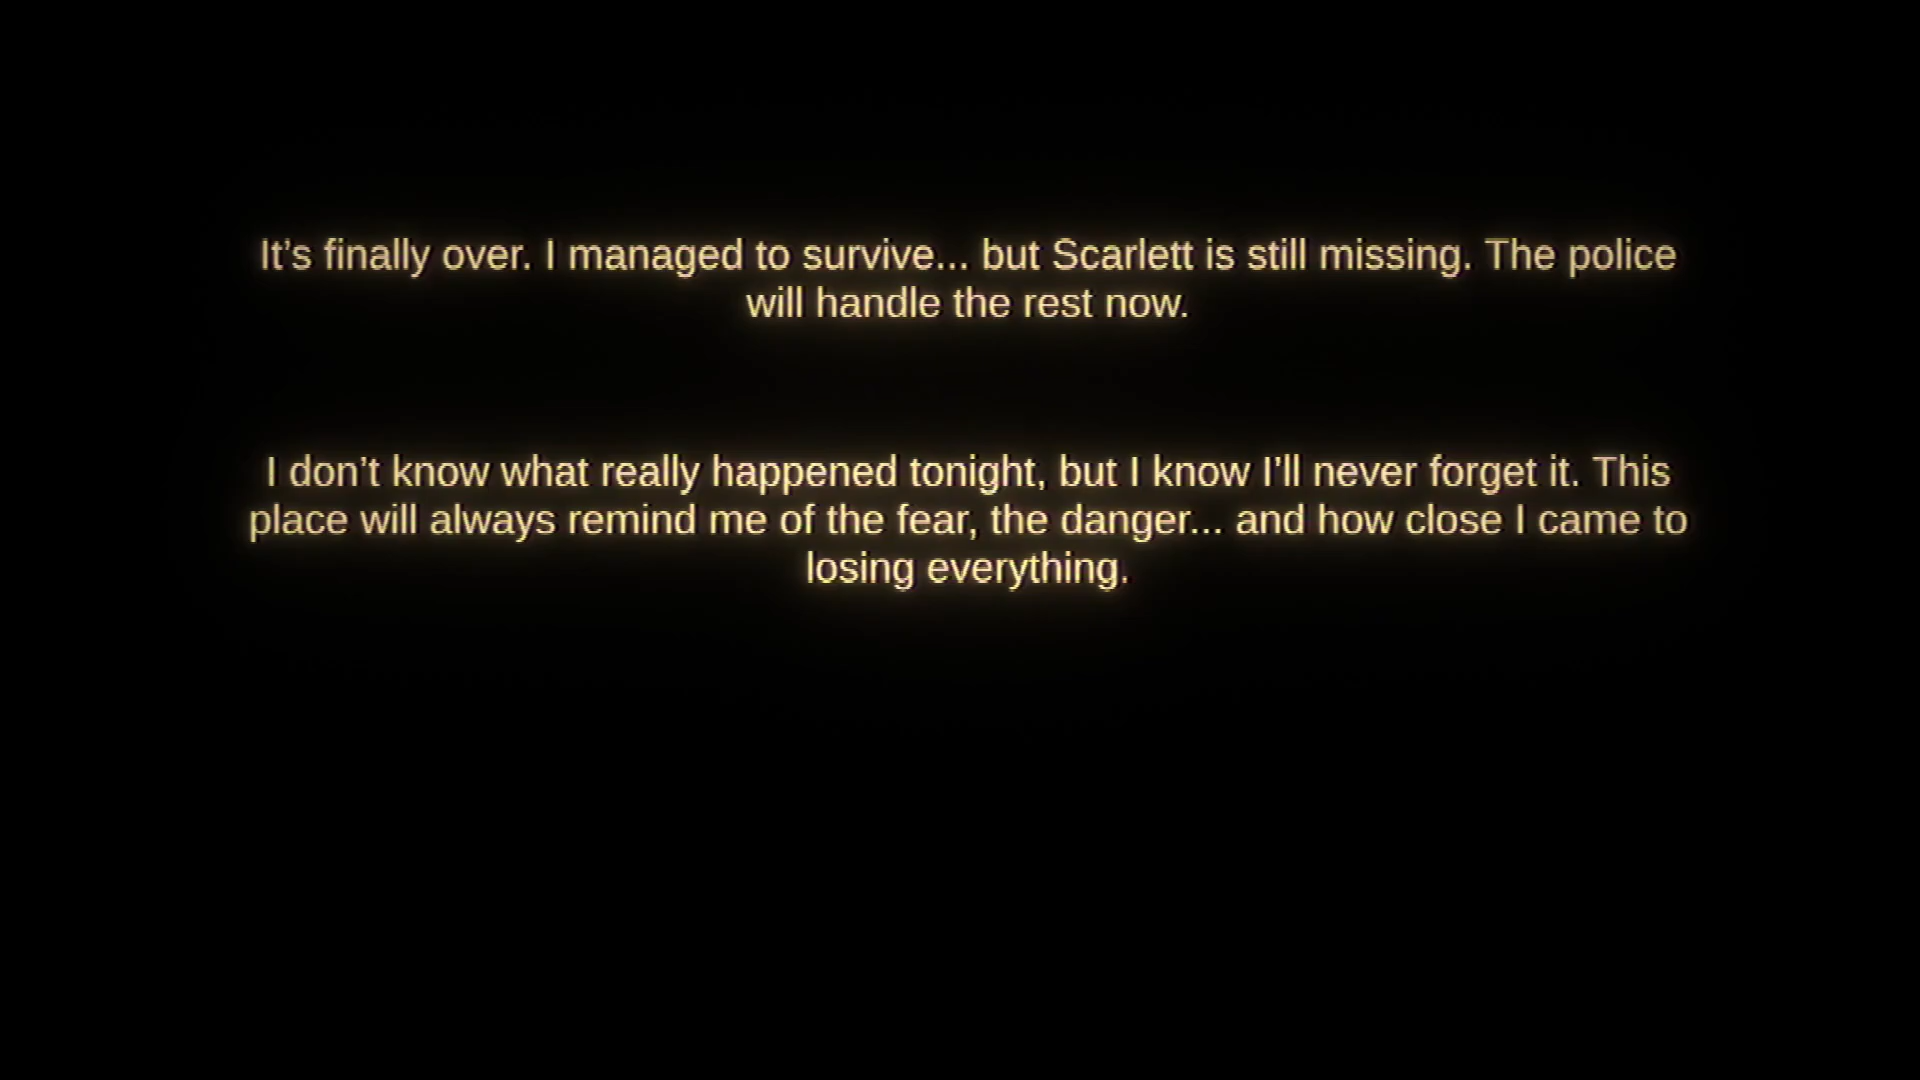 It’s finally over. I managed to survive... but Scarlett is still missing. The police
will handle the rest now.
I don’t know what really happened tonight, but I know I’ll never forget it. This
place will always remind me of the fear, the danger... and how close I came to
losing everything.